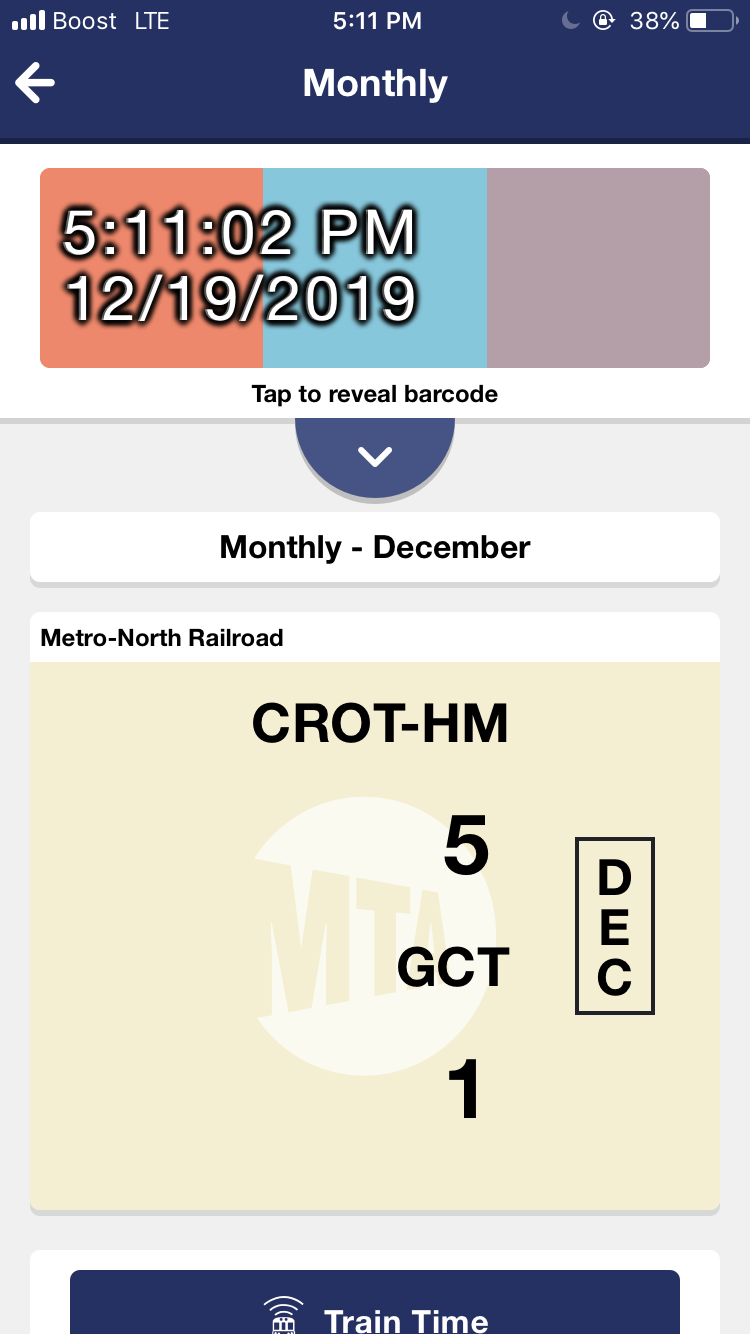 Boost LTE 5:11 PM 38%
Monthly
5:11:02 PM
12/19/2019
Tap to reveal barcode
Monthly - December
Metro-North Railroad
CROT-HM
5
MTA
GCT
1
D
E
C
Train Time